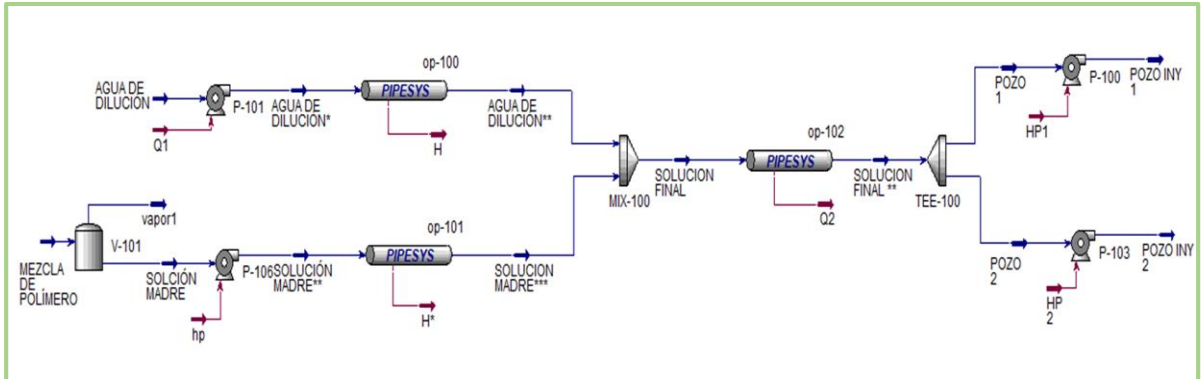 op-100
AGUA DE
DILUCIÓN
P-101
PIPESYS
AGUA DE
DILUCIÓN*
AGUA DE
DILUCIÓN**
Q1
H
op-102
PIPESYS
MIX-100
SOLUCION
FINAL
SOLUCION
FINAL **
TEE-100
Q2
POZO
1
P-100
POZO INY
1
HP1
vapor1
V-101
op-101
PIPESYS
MEZCLA
DE
POLÍMERO
SOLCIÓN
MADRE
P-106
SOLUCIÓN
MADRE**
SOLUCION
MADRE***
hp
H*
POZO
2
P-103
POZO INY
2
HP
2